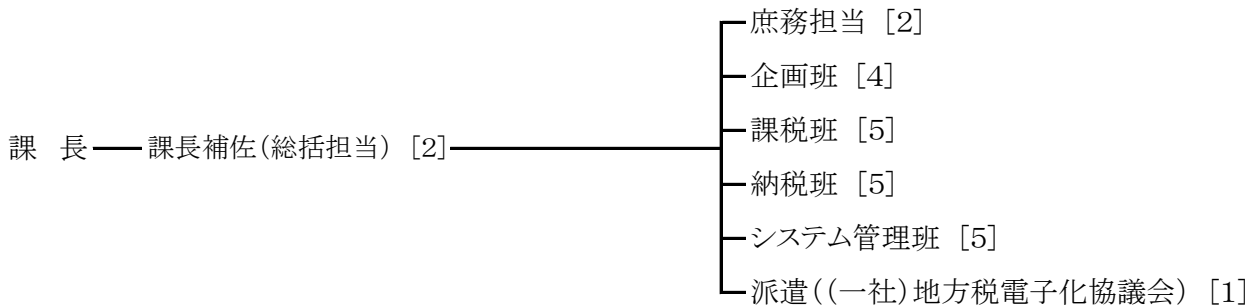 庶務担当 [2]
企画班 [4]
課長 課長補佐(総括担当) [2] 課税班 [5]
納税班 [5]
システム管理班 [5]
派遣((一社)地方税電子化協議会) [1]